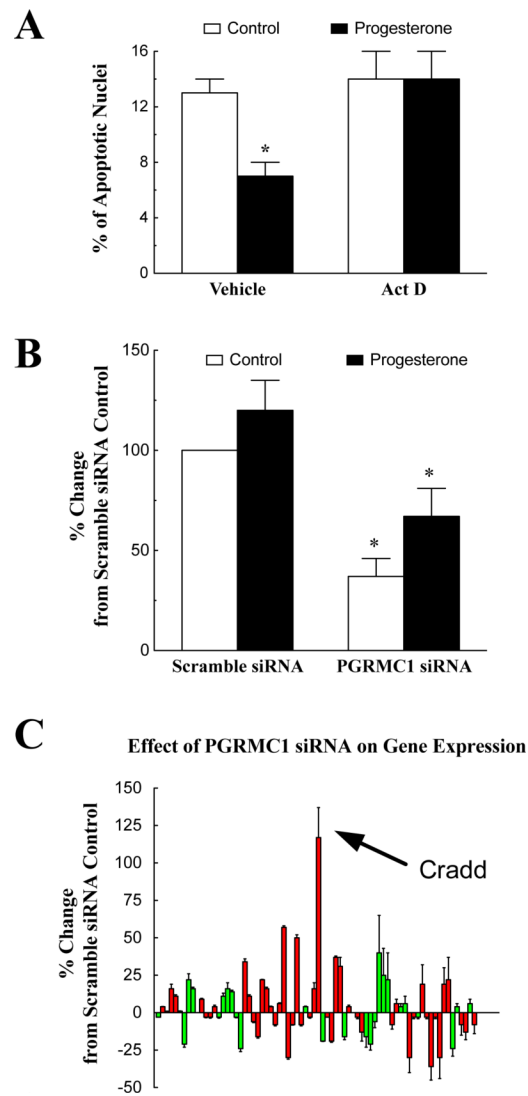 A
Control Progesterone
% of Apoptotic Nuclei
16
12
8
4
0
*
Vehicle Act D
B
Control Progesterone
% Change
from Scramble siRNA Control
150
100
50
0
* *
Scramble siRNA PGRMC1 siRNA
C
Effect of PGRMC1 siRNA on Gene Expression
% Change
from Scramble siRNA Control
150
125
100
75
50
25
0
-25
-50
Cradd